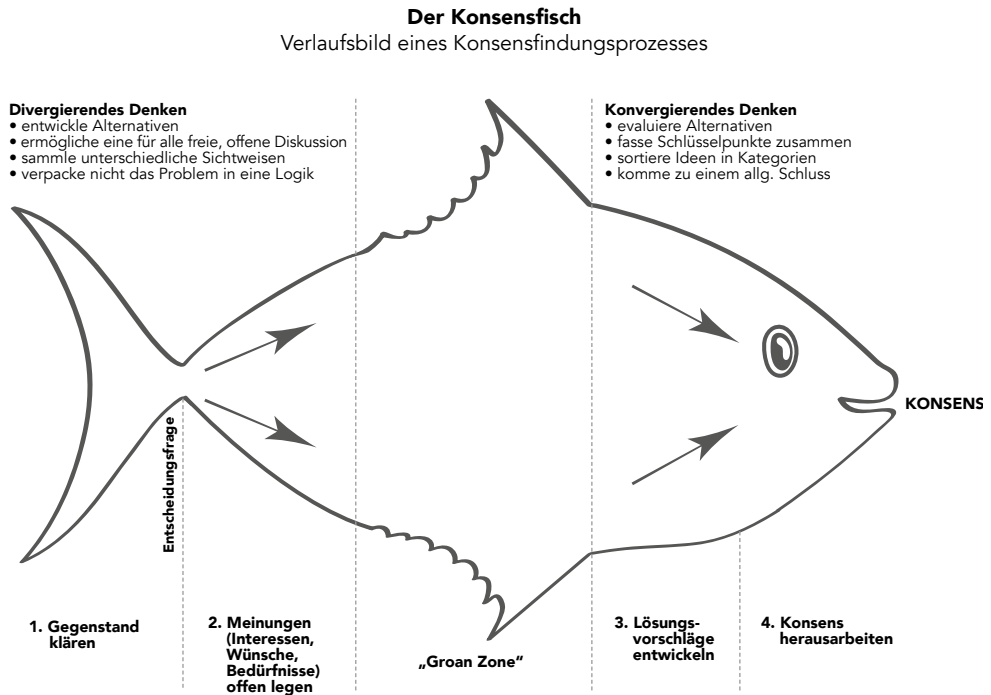 Der Konsensfisch
Verlaufsbild eines Konsensfindungsprozesses
Divergierendes Denken
• entwickle Alternativen
• ermögliche eine für alle freie, offene Diskussion
• sammle unterschiedliche Sichtweisen
• verpacke nicht das Problem in eine Logik
Konvergierendes Denken
• evaluiere Alternativen
• fasse Schlüsselpunkte zusammen
• sortiere Ideen in Kategorien
• komme zu einem allg. Schluss
KONSENS
Entscheidungsfrage
1. Gegenstand
klären
2. Meinungen
(Interessen,
Wünsche,
Bedürfnisse)
offen legen
„Groan Zone“
3. Lösungs-
vorschläge
entwickeln
4. Konsens
herausarbeiten